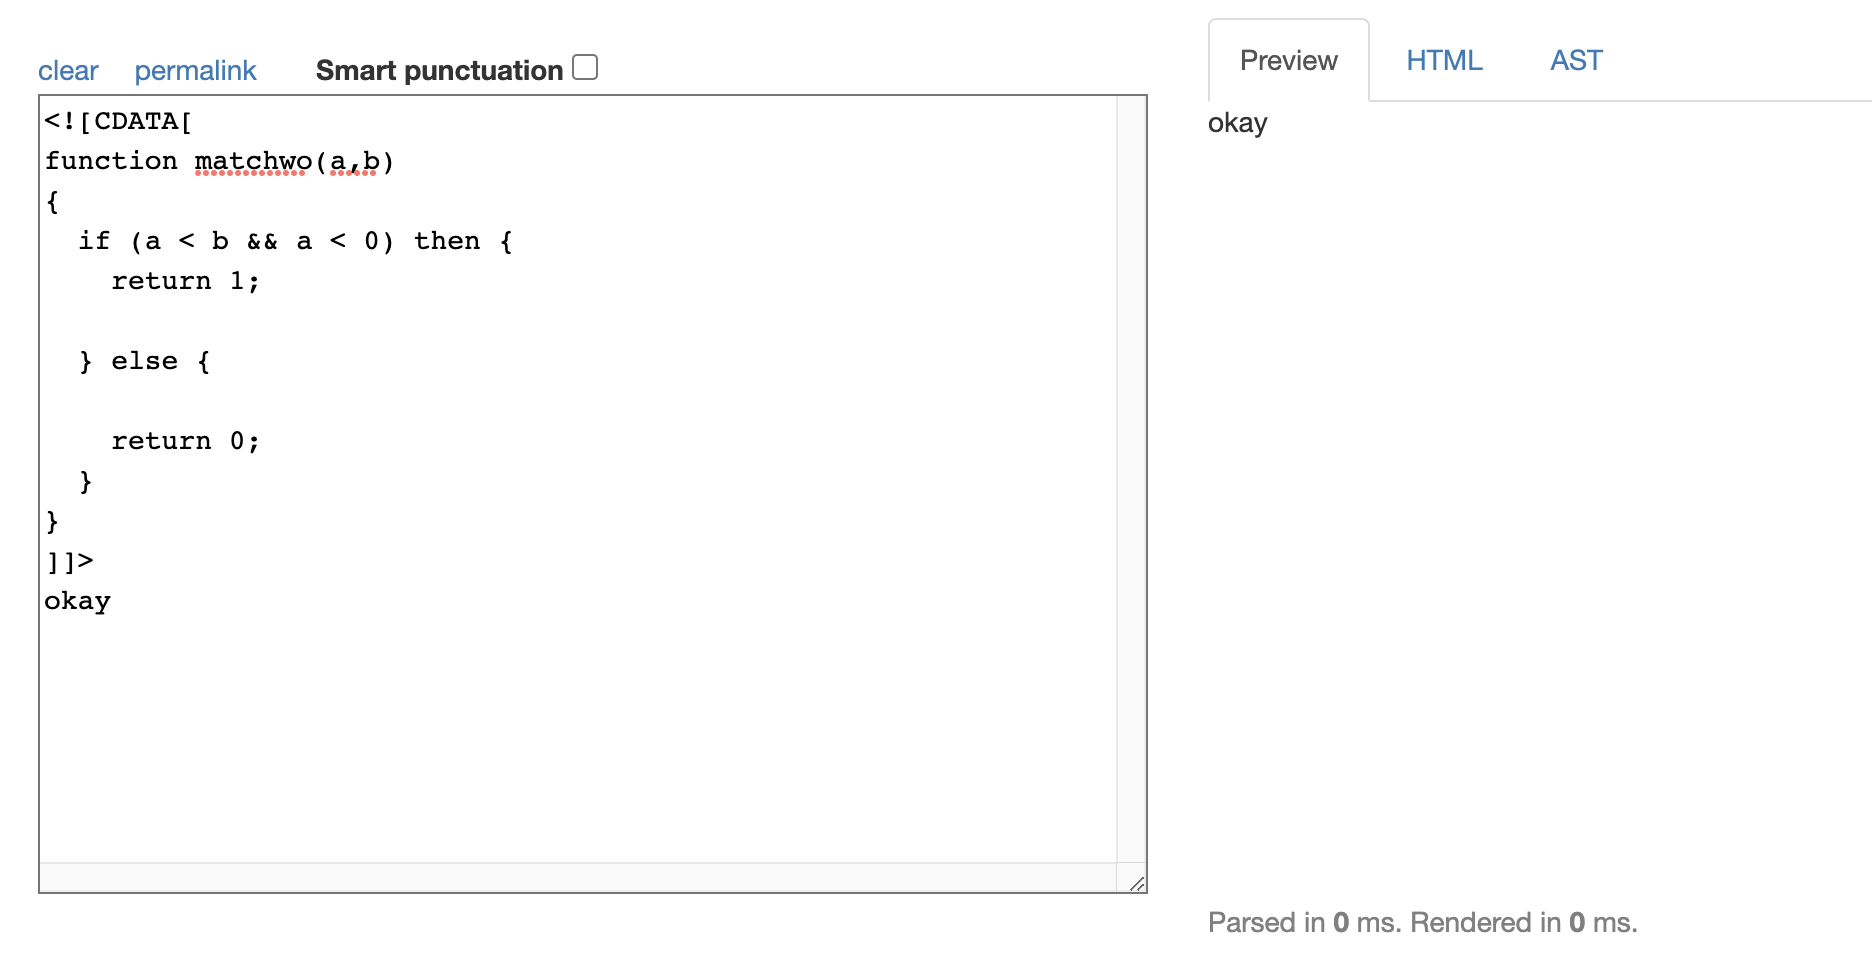 clear permalink Smart punctuation
<![CDATA[
function matchwo(a,b)
{
  if (a < b && a < 0) then {
    return 1;

  } else {

    return 0;
  }
}
]]>
okay
Preview HTML AST
okay
Parsed in 0 ms. Rendered in 0 ms.